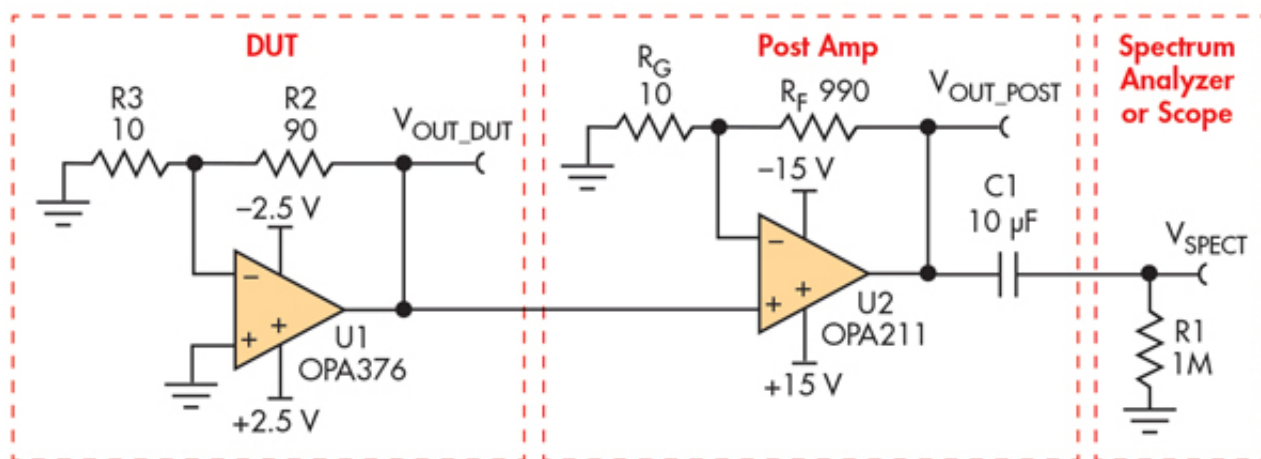 DUT
R3
10
R2
90
VOUT_DUT
–2.5 V
–
+
+
U1
OPA376
+2.5 V
Post Amp
RG
10
RF 990
VOUT_POST
–15 V
–
+
+
U2
OPA211
+15 V
C1
10 µF
Spectrum
Analyzer
or Scope
VSPECT
R1
1M